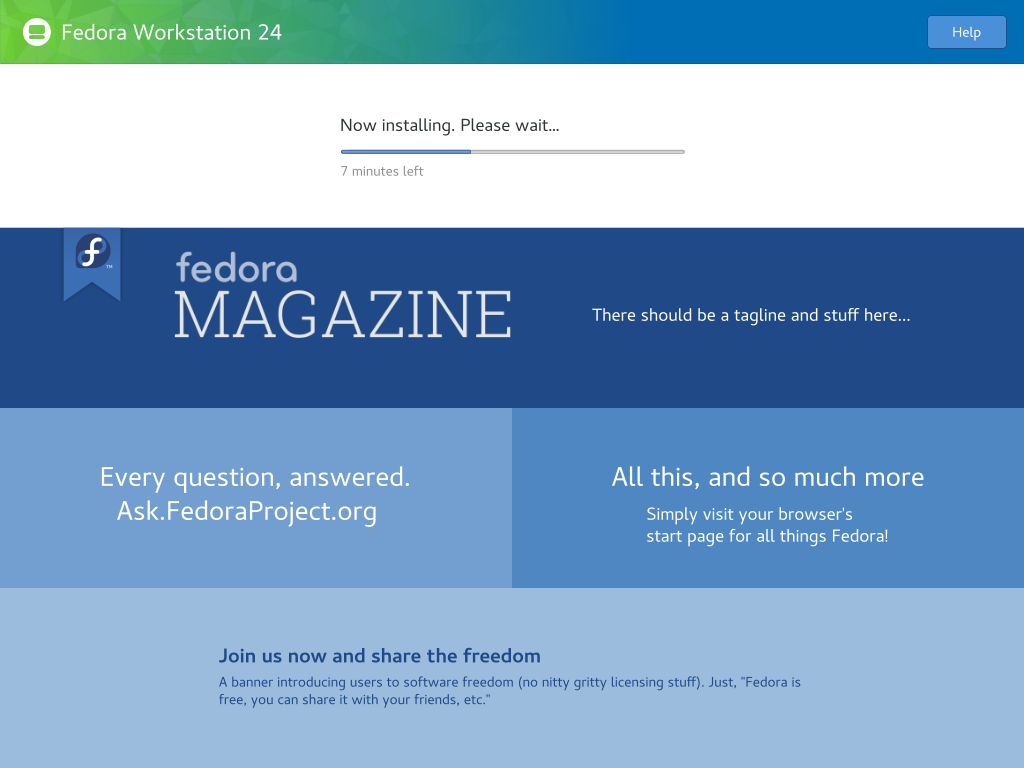 Fedora Workstation 24
Help
Now installing. Please wait...
7 minutes left
f
TM
fedora
MAGAZINE
There should be a tagline and stuff here...
Every question, answered.
Ask.FedoraProject.org
All this, and so much more
Simply visit your browser's
start page for all things Fedora!
Join us now and share the freedom
A banner introducing users to software freedom (no nitty gritty licensing stuff). Just, "Fedora is
free, you can share it with your friends, etc."